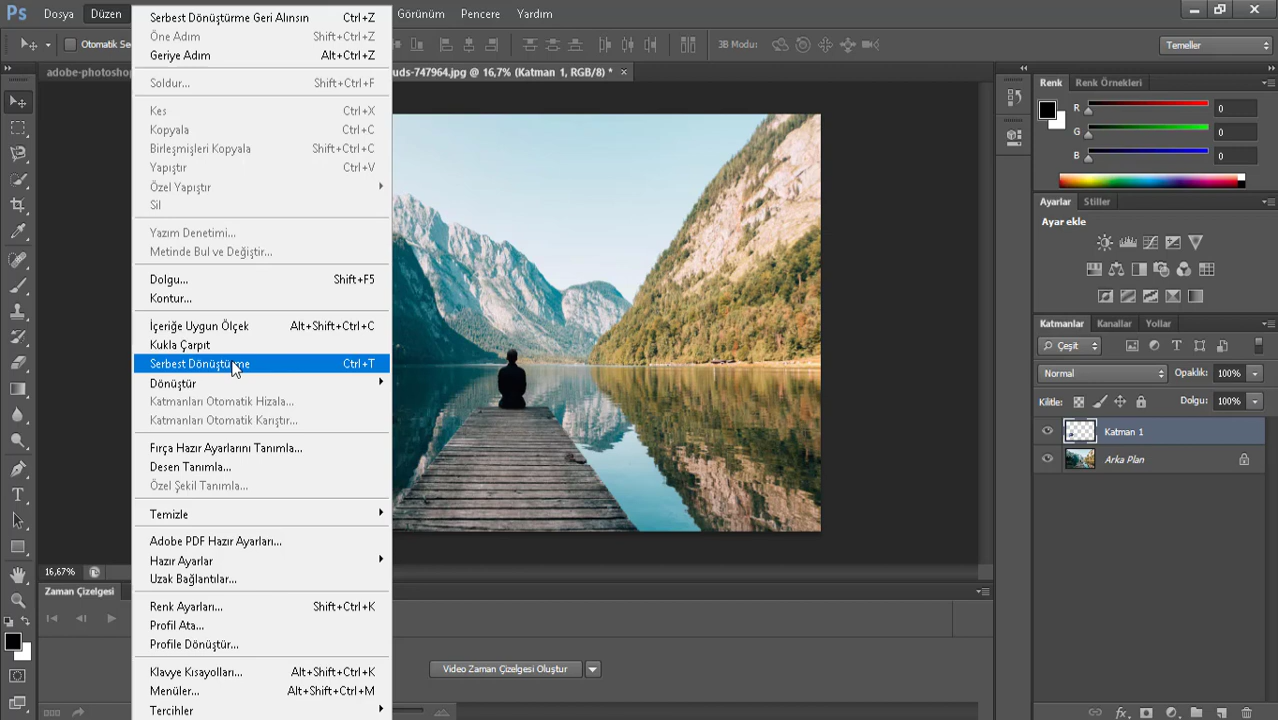 Ps Dosya Düzen Görünüm Pencere Yardım
Otomatik Se 3B Modu: Temeller
adobe-photoshop uds-747964.jpg @ 16,7% (Katman 1, RGB/8) * ×
Serbest Dönüştürme Geri Alınsın Ctrl+Z
Öne Adım Shift+Ctrl+Z
Geriye Adım Alt+Ctrl+Z
Soldur... Shift+Ctrl+F
Kes Ctrl+X
Kopyala Ctrl+C
Birleşmişleri Kopyala Shift+Ctrl+C
Yapıştır Ctrl+V
Özel Yapıştır
Sil
Yazım Denetimi...
Metinde Bul ve Değiştir...
Dolgu... Shift+F5
Kontur...
İçeriğe Uygun Ölçek Alt+Shift+Ctrl+C
Kukla Çarpıt
Serbest Dönüştürme Ctrl+T
Dönüştür
Katmanları Otomatik Hizala...
Katmanları Otomatik Karıştır...
Fırça Hazır Ayarlarını Tanımla...
Desen Tanımla...
Özel Şekil Tanımla...
Temizle
Adobe PDF Hazır Ayarları...
Hazır Ayarlar
Uzak Bağlantılar...
Renk Ayarları... Shift+Ctrl+K
Profil Ata...
Profile Dönüştür...
Klavye Kısayolları... Alt+Shift+Ctrl+K
Menüler... Alt+Shift+Ctrl+M
Tercihler
16,67%
Zaman Çizelgesi
Video Zaman Çizelgesi Oluştur
Renk Renk Örnekleri
R 0
G 0
B 0
Ayarlar Stiller
Ayar ekle
Katmanlar Kanallar Yollar
Çeşit
Normal Opaklık: 100%
Kilitle: Dolgu: 100%
Katman 1
Arka Plan